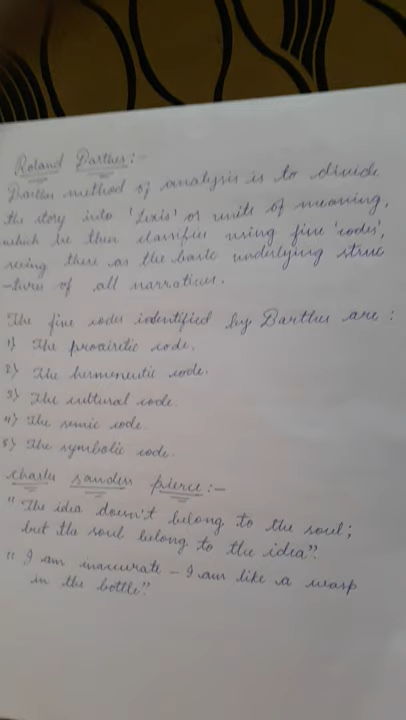 Roland Barthes :-
Barthes method of analysis is to divide
the story into 'Lexis' or units of meaning,
which he then classifies using five 'codes',
seeing there as the basic underlying struc
-tures of all narratives.
The five codes identified by Barthes are :
1) The proairetic code.
2) The hermeneutic code.
3) The cultural code.
4) The semic code.
5) The symbolic code.
Charles Sanders pierce :-
"The idea doesn't belong to the soul;
but the soul belong to the idea".
"I am inaccurate - I am like a wasp
in the bottle".